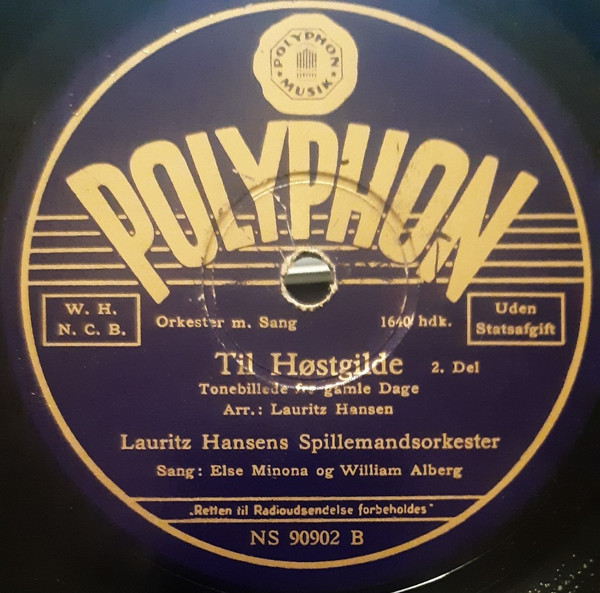 POLYPHON
MUSIK
POLYPHON
W. H.
N. C. B.
Orkester m. Sang
1640 hdk.
Uden
Statsafgift
Til Høstgilde 2. Del
Tonebillede fra gamle Dage
Arr.: Lauritz Hansen
Lauritz Hansens Spillemandsorkester
Sang: Else Minona og William Alberg
„Retten til Radioudsendelse forbeholdes"
NS 90902 B